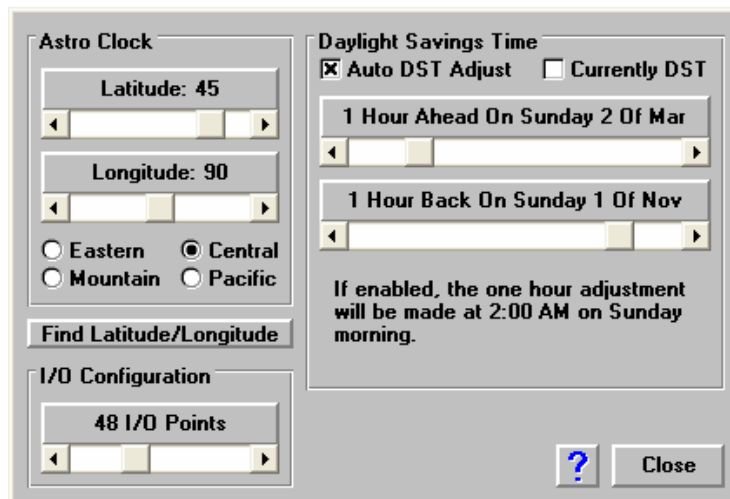 Astro Clock
Latitude: 45
Longitude: 90
Eastern Central
Mountain Pacific
Find Latitude/Longitude
I/O Configuration
48 I/O Points
Daylight Savings Time
Auto DST Adjust Currently DST
1 Hour Ahead On Sunday 2 Of Mar
1 Hour Back On Sunday 1 Of Nov
If enabled, the one hour adjustment
will be made at 2:00 AM on Sunday
morning.
?
Close